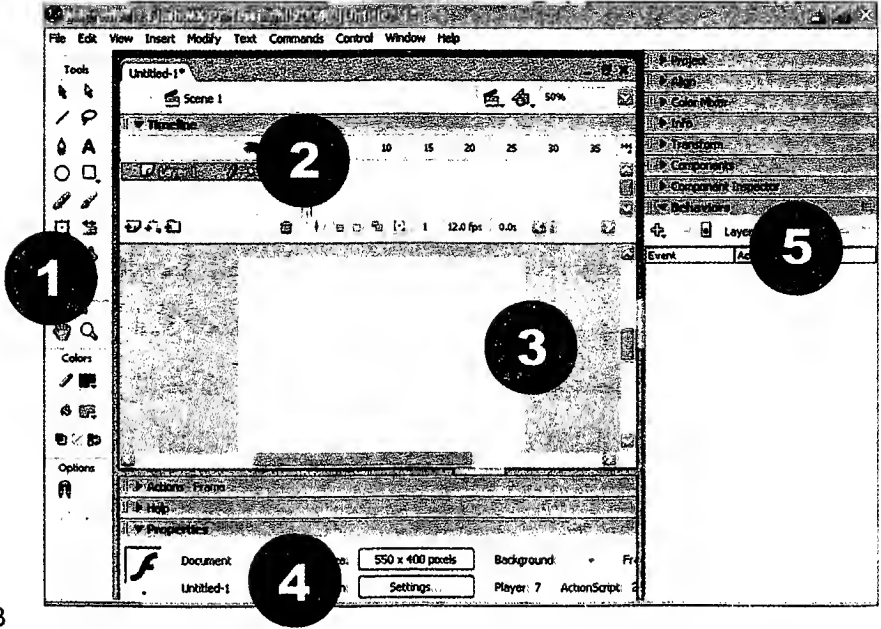 File Edit View Insert Modify Text Commands Control Window Help
Tools
Untitled-1*
Scene 1
50%
Timeline
10 15 20 25 30 35
1 12.0 fps 0.0s
1
2
3
4
5
Colors
Options
Project
Align
Color Mixer
Info
Transform
Components
Component Inspector
Behaviors
Event
Actions - Frame
Help
Properties
Document
550 x 400 pixels
Background:
Untitled-1
Settings...
Player: 7 ActionScript: 2